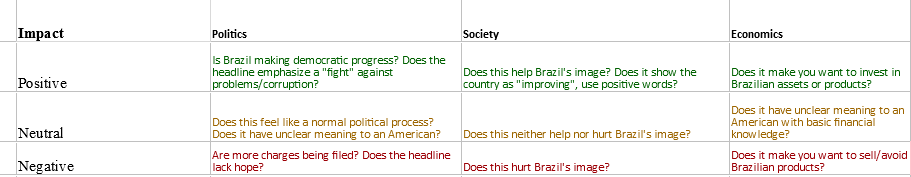 Impact Politics Society Economics
Positive
Is Brazil making democratic progress? Does the
headline emphasize a "fight" against
problems/corruption?
Does this help Brazil's image? Does it show the
country as "improving", use positive words?
Does it make you want to invest in
Brazilian assets or products?
Neutral
Does this feel like a normal political process?
Does it have unclear meaning to an American?
Does this neither help nor hurt Brazil's image?
Does it have unclear meaning to an
American with basic financial
knowledge?
Negative
Are more charges being filed? Does the headline
lack hope?
Does this hurt Brazil's image?
Does it make you want to sell/avoid
Brazilian products?